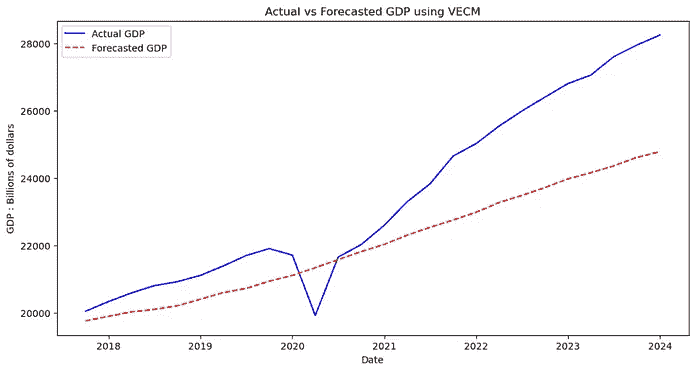 Actual vs Forecasted GDP using VECM
Actual GDP
Forecasted GDP
28000
26000
24000
22000
20000
GDP : Billions of dollars
2018 2019 2020 2021 2022 2023 2024
Date